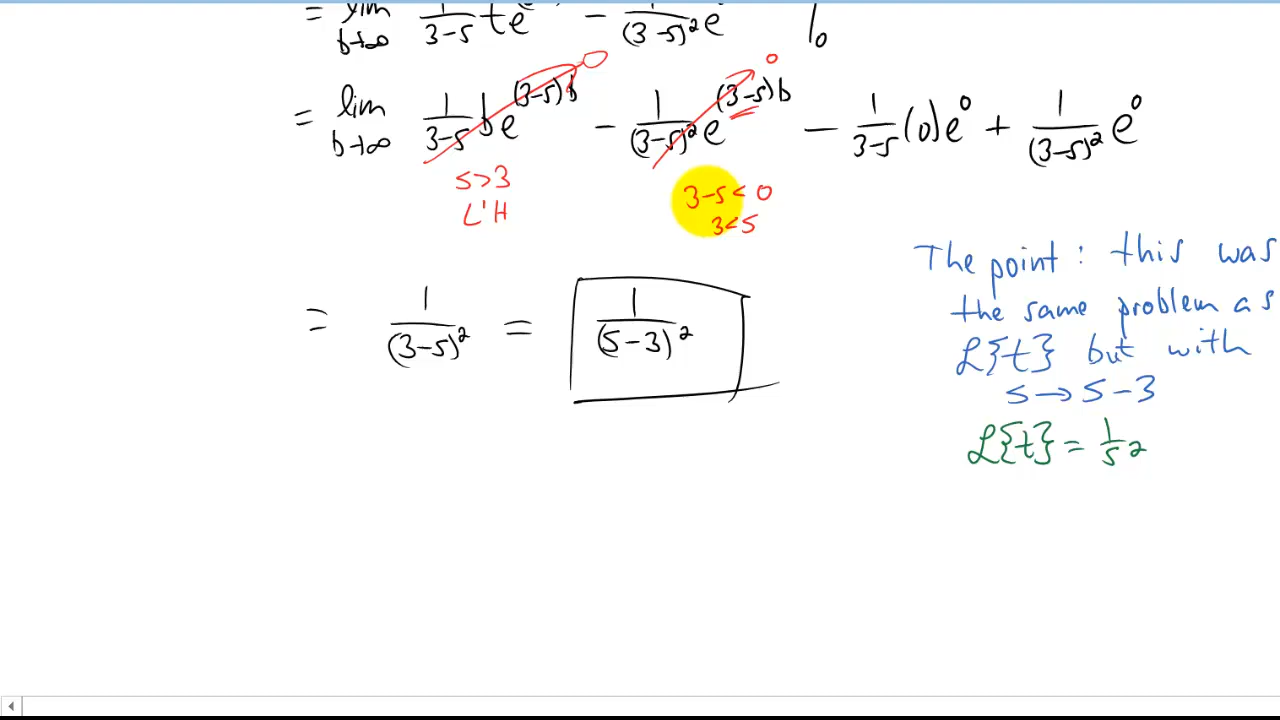 = lim b→∞ 1/(3-s) te^( - 1/(3-s)² e |₀
= lim b→∞ 1/(3-s) b e^((3-s)b) - 1/(3-s)² e^((3-s)b) - 1/(3-s) (0)e⁰ + 1/(3-s)² e⁰
0 0
s>3
L'H
3-s<0
3<s
= 1/(3-s)² = 1/(s-3)²
The point: this was
the same problem as
ℒ{t} but with
s → s-3
ℒ{t} = 1/s²